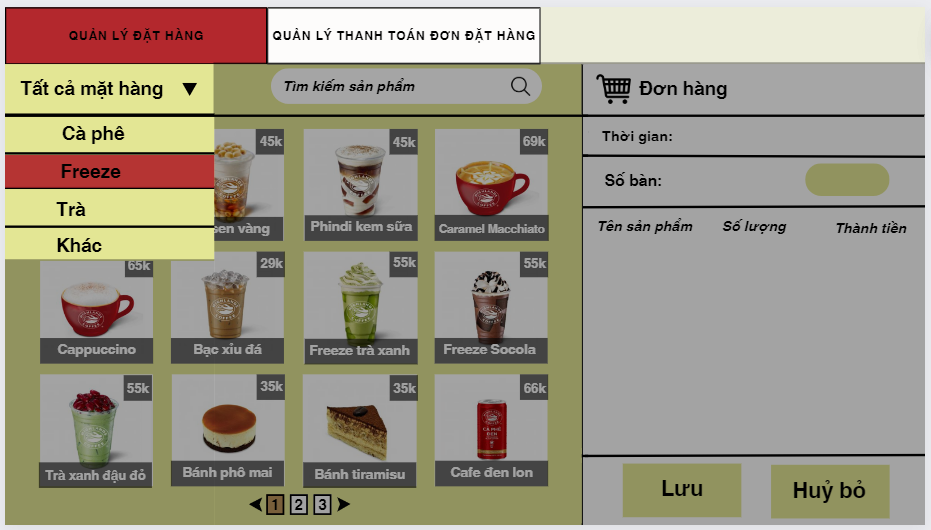 QUẢN LÝ ĐẶT HÀNG
QUẢN LÝ THANH TOÁN ĐƠN ĐẶT HÀNG
Tất cả mặt hàng ▼
Tìm kiếm sản phẩm
Đơn hàng
Cà phê
Freeze
Trà
Khác
Thời gian:
Số bàn:
Tên sản phẩm Số lượng Thành tiền
45k
45k
69k
sen vàng
Phindi kem sữa
Caramel Macchiato
65k
29k
55k
55k
Cappuccino
Bạc xỉu đá
Freeze trà xanh
Freeze Socola
55k
35k
35k
66k
CÀ PHÊ
ĐEN
Trà xanh đậu đỏ
Bánh phô mai
Bánh tiramisu
Cafe đen lon
1 2 3
Lưu
Huỷ bỏ